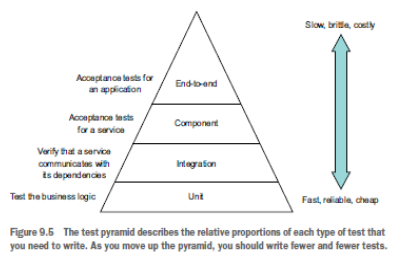 Slow, brittle, costly
Acceptance tests for
an application
End-to-end
Acceptance tests
for a service
Component
Verify that a service
communicates with
its dependencies
Integration
Test the business logic
Unit
Fast, reliable, cheap
Figure 9.5 The test pyramid describes the relative proportions of each type of test that
you need to write. As you move up the pyramid, you should write fewer and fewer tests.